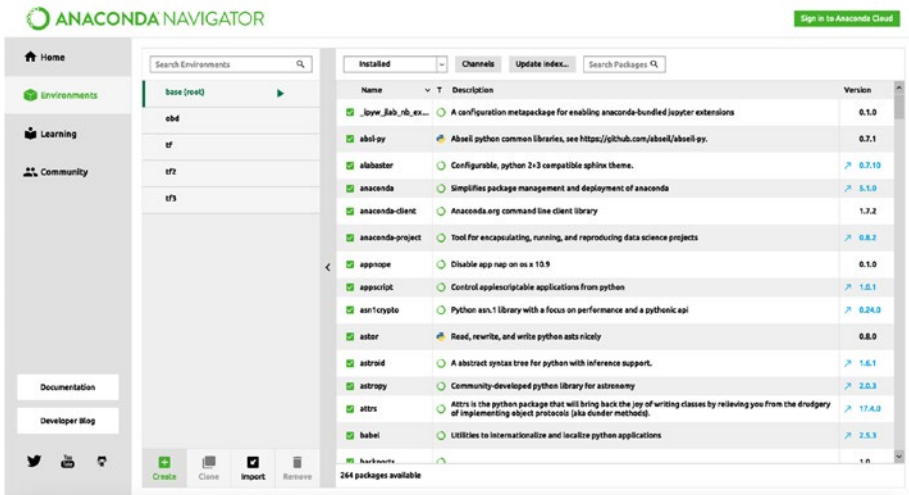 ANACONDA NAVIGATOR
Sign in to Anaconda Cloud
Home
Environments
Learning
Community
Documentation
Developer Blog
You
Tube
Search Environments
base (root)
obd
tf
tf2
tf3
Create
Clone
Import
Remove
Installed
Channels
Update index...
Search Packages
Name T Description Version
_ipyw_jlab_nb_ex... A configuration metapackage for enabling anaconda-bundled jupyter extensions 0.1.0
absl-py Abseil python common libraries, see https://github.com/abseil/abseil-py. 0.7.1
alabaster Configurable, python 2+3 compatible sphinx theme. 0.7.10
anaconda Simplifies package management and deployment of anaconda 5.1.0
anaconda-client Anaconda.org command line client library 1.7.2
anaconda-project Tool for encapsulating, running, and reproducing data science projects 0.8.2
appnope Disable app nap on os x 10.9 0.1.0
appscript Control applescriptable applications from python 1.0.1
asn1crypto Python asn.1 library with a focus on performance and a pythonic api 0.24.0
astor Read, rewrite, and write python asts nicely 0.8.0
astroid A abstract syntax tree for python with inference support. 1.6.1
astropy Community-developed python library for astronomy 2.0.3
attrs Attrs is the python package that will bring back the joy of writing classes by relieving you from the drudgery
of implementing object protocols (aka dunder methods). 17.4.0
babel Utilities to internationalize and localize python applications 2.5.3
backports 1.0
264 packages available